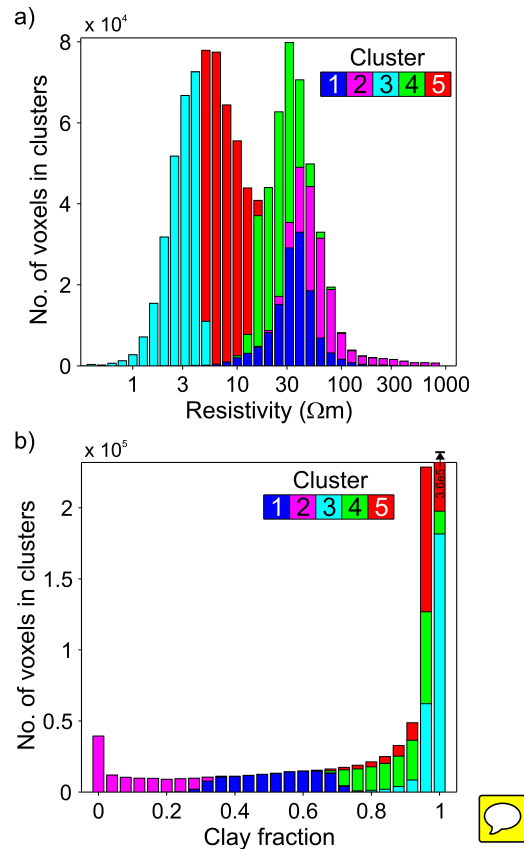 a)
x 10⁴
8
6
4
2
0
No. of voxels in clusters
Cluster
1 2 3 4 5
1 3 10 30 100 300 1000
Resistivity (Ωm)
b)
x 10⁵
2
1.5
1
0.5
0
No. of voxels in clusters
Cluster
1 2 3 4 5
3.6e5
0 0.2 0.4 0.6 0.8 1
Clay fraction